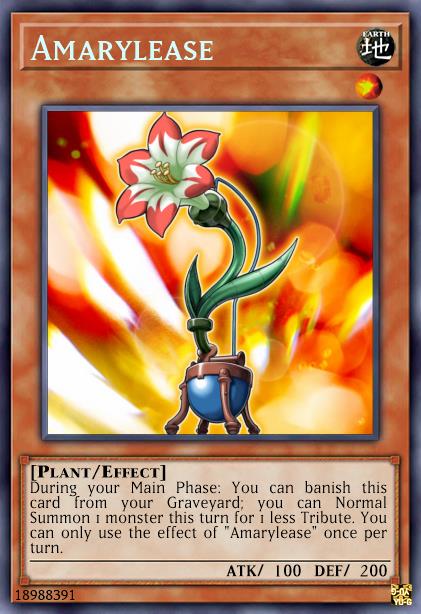 AMARYLEASE
EARTH
地
[PLANT/EFFECT]
During your Main Phase: You can banish this
card from your Graveyard; you can Normal
Summon 1 monster this turn for 1 less Tribute. You
can only use the effect of "Amarylease" once per
turn.
ATK/ 100 DEF/ 200
18988391